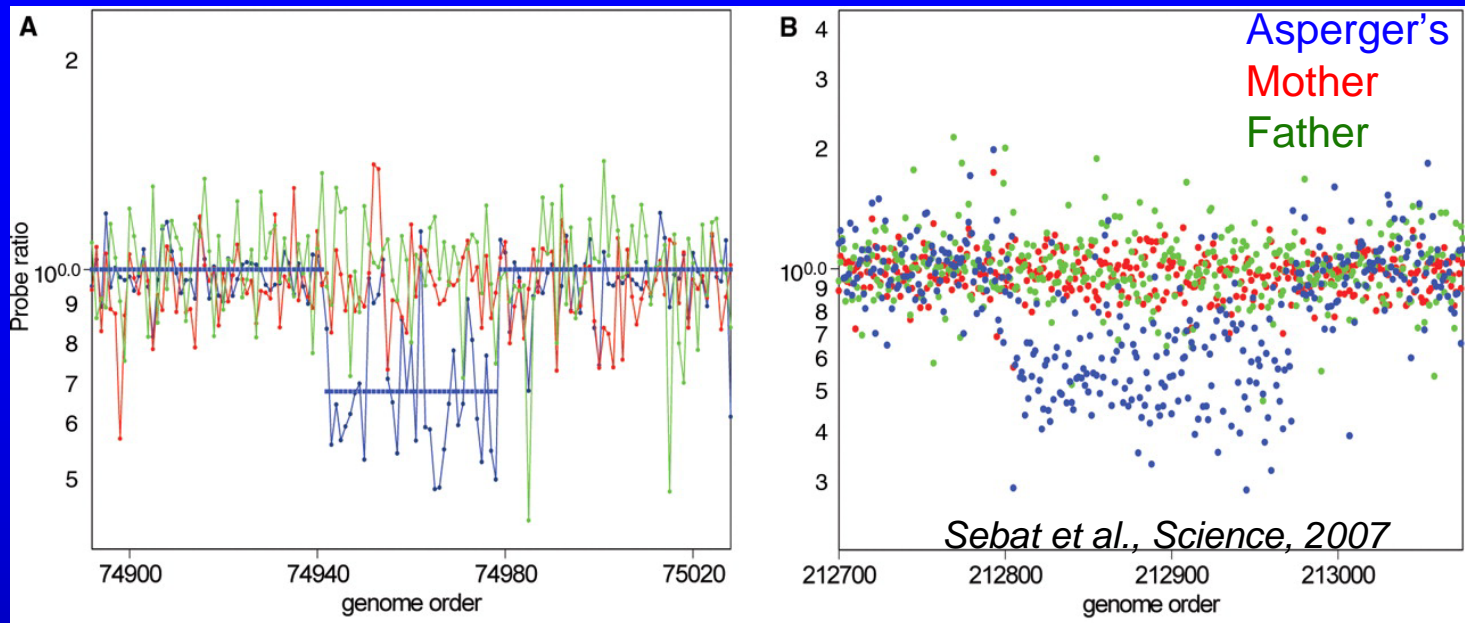 A
2
10^0.0
9
8
7
6
5
Probe ratio
74900 74940 74980 75020
genome order
B
4
3
2
10^0.0
9
8
7
6
5
4
3
212700 212800 212900 213000
genome order
Asperger’s
Mother
Father
Sebat et al., Science, 2007